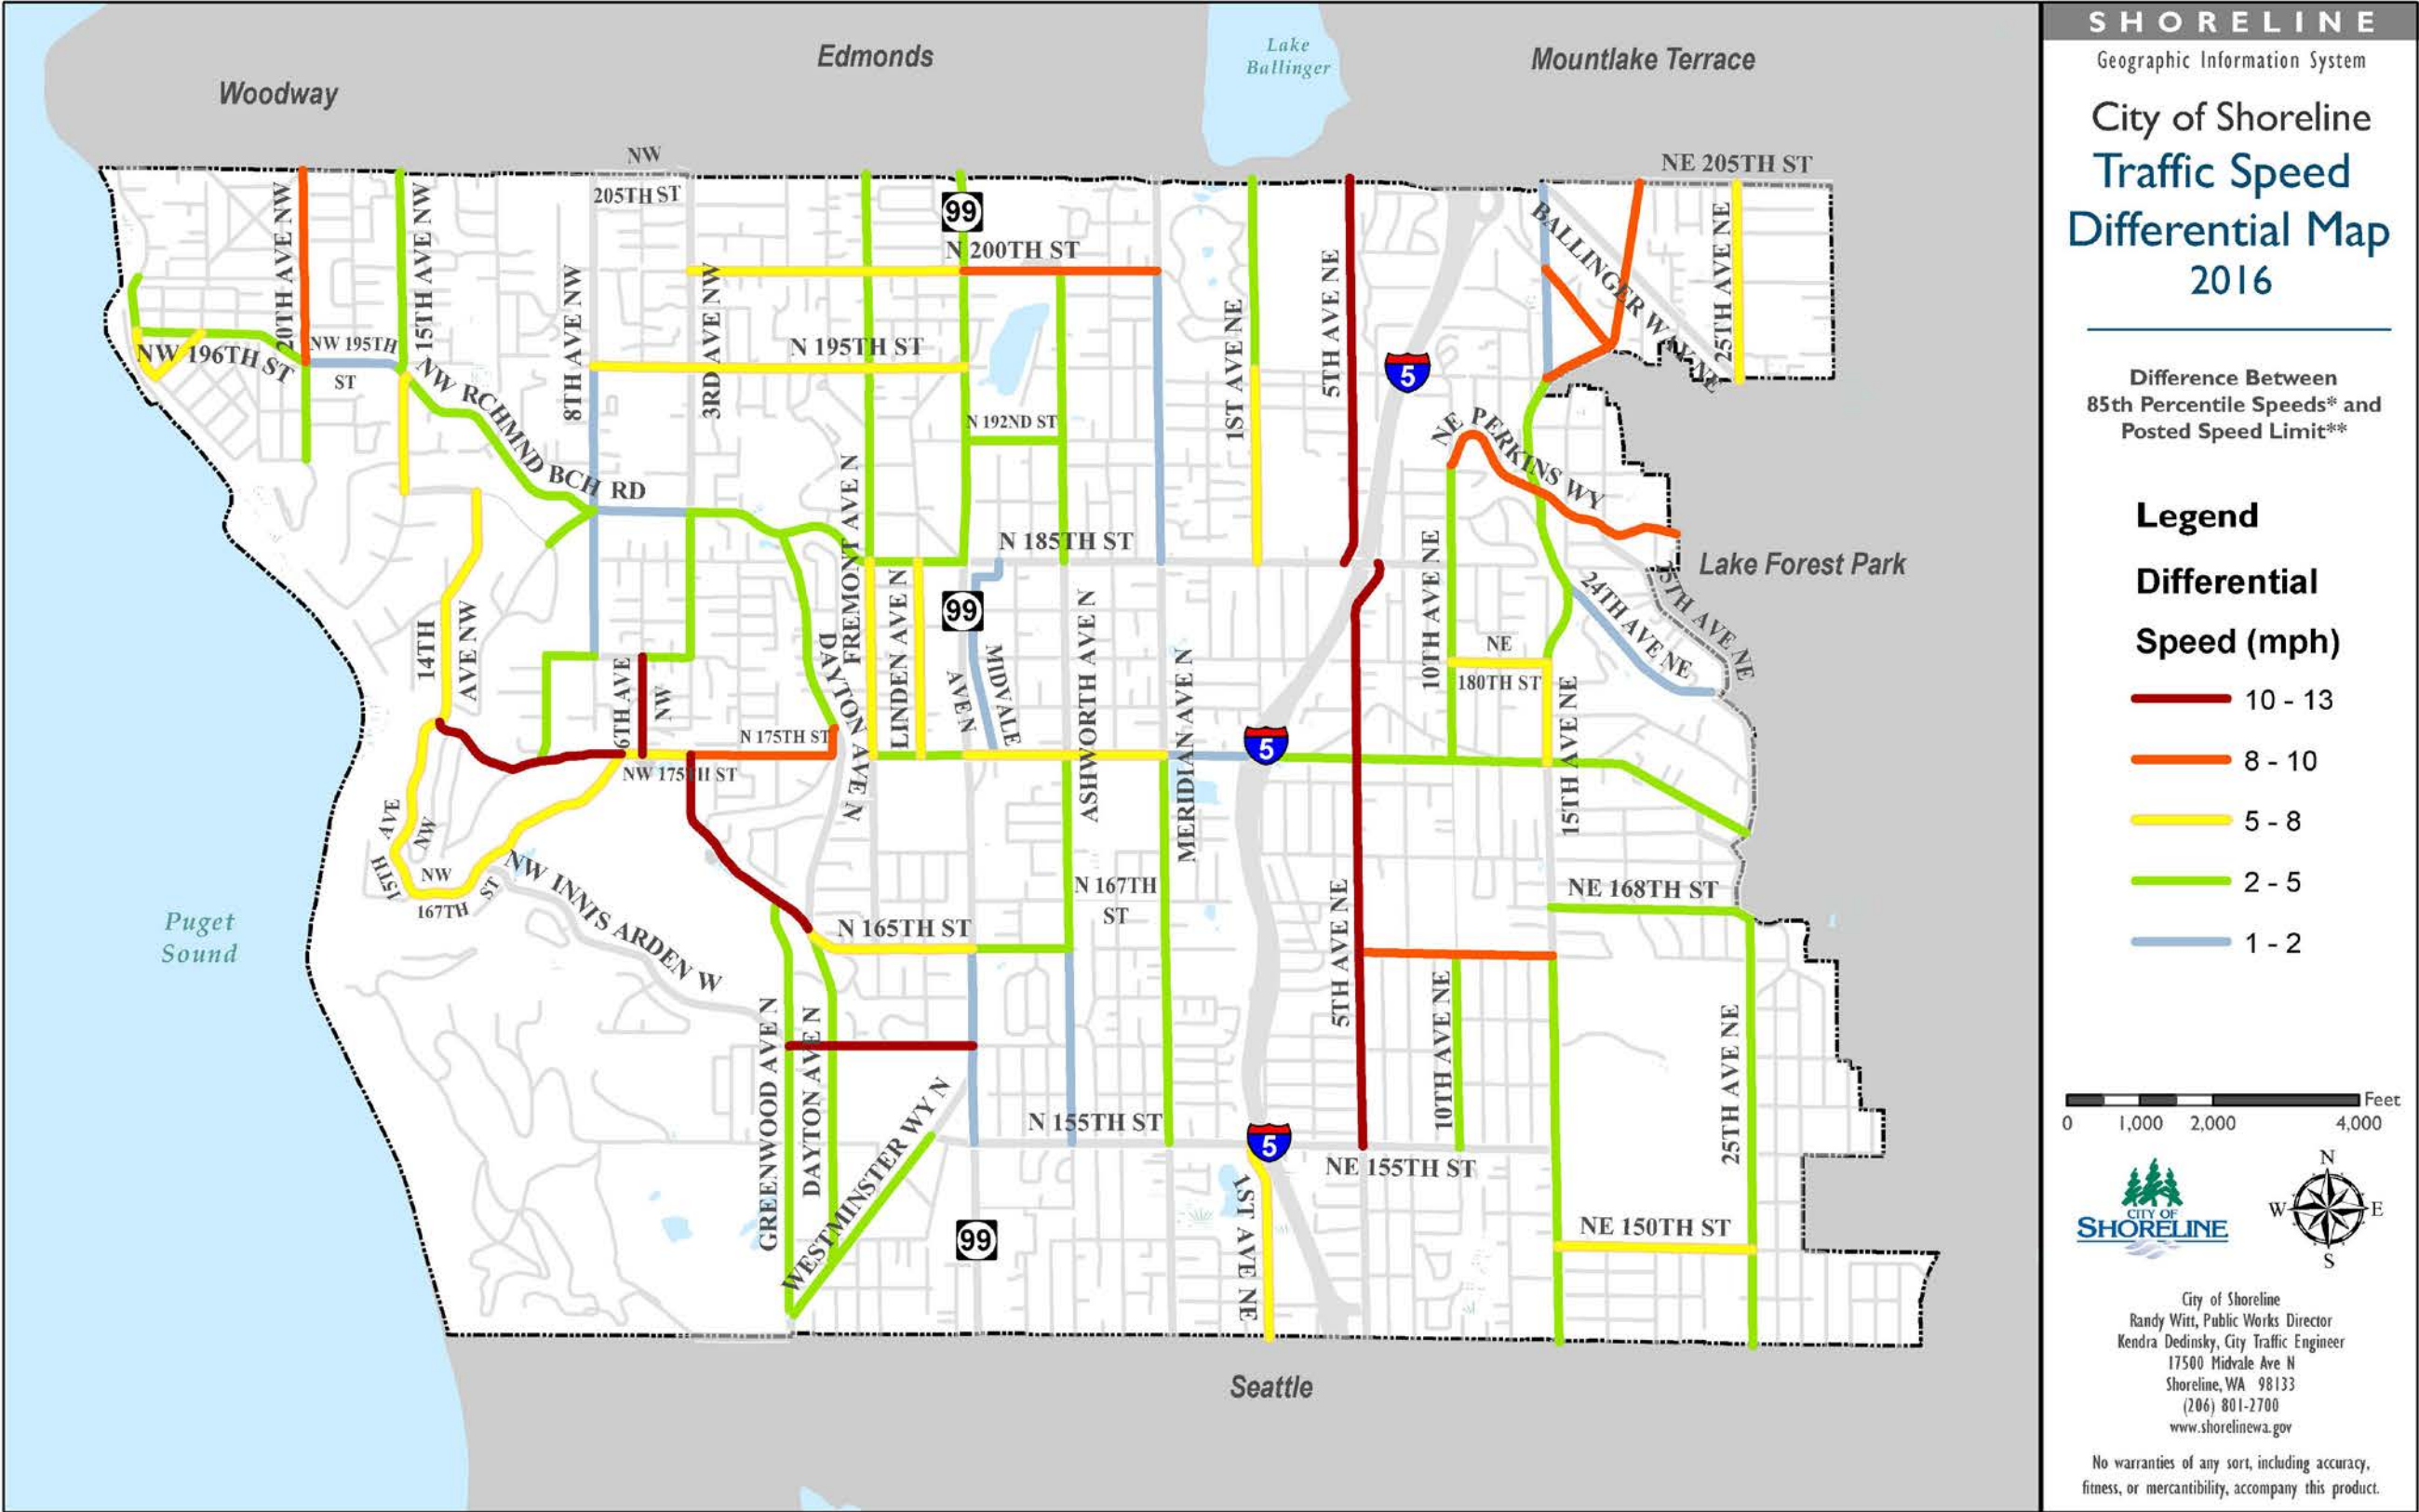 Woodway
Edmonds
Lake
Ballinger
Mountlake Terrace
NW
205TH ST
NE 205TH ST
20TH AVE NW
15TH AVE NW
8TH AVE NW
3RD AVE NW
99
N 200TH ST
1ST AVE NE
5TH AVE NE
BALLINGER WAY NE
25TH AVE NE
NW 196TH ST
NW 195TH
ST
N 195TH ST
5
NW RCHMND BCH RD
N 192ND ST
NE PERKINS WY
FREMONT AVE N
N 185TH ST
10TH AVE NE
Lake Forest Park
24TH AVE NE
25TH AVE NE
14TH
AVE NW
6TH AVE
NW
DAYTON AVE N
LINDEN AVE N
99
MIDVALE
AVE N
ASHWORTH AVE N
MERIDIAN AVE N
NE
180TH ST
15TH AVE NE
N 175TH ST
NW 175TH ST
5
15TH
AVE
NW
NW
167TH
ST
NW INNIS ARDEN W
N 167TH
ST
NE 168TH ST
N 165TH ST
5TH AVE NE
Puget
Sound
GREENWOOD AVE N
DAYTON AVE N
WESTMINSTER WY N
10TH AVE NE
25TH AVE NE
N 155TH ST
5
NE 155TH ST
1ST AVE NE
99
NE 150TH ST
Seattle
SHORELINE
Geographic Information System
City of Shoreline
Traffic Speed
Differential Map
2016
Difference Between
85th Percentile Speeds* and
Posted Speed Limit**
Legend
Differential
Speed (mph)
10 - 13
8 - 10
5 - 8
2 - 5
1 - 2
Feet
0 1,000 2,000 4,000
CITY OF
SHORELINE
N
W E
S
City of Shoreline
Randy Witt, Public Works Director
Kendra Dedinsky, City Traffic Engineer
17500 Midvale Ave N
Shoreline, WA 98133
(206) 801-2700
www.shorelinewa.gov
No warranties of any sort, including accuracy,
fitness, or mercantibility, accompany this product.